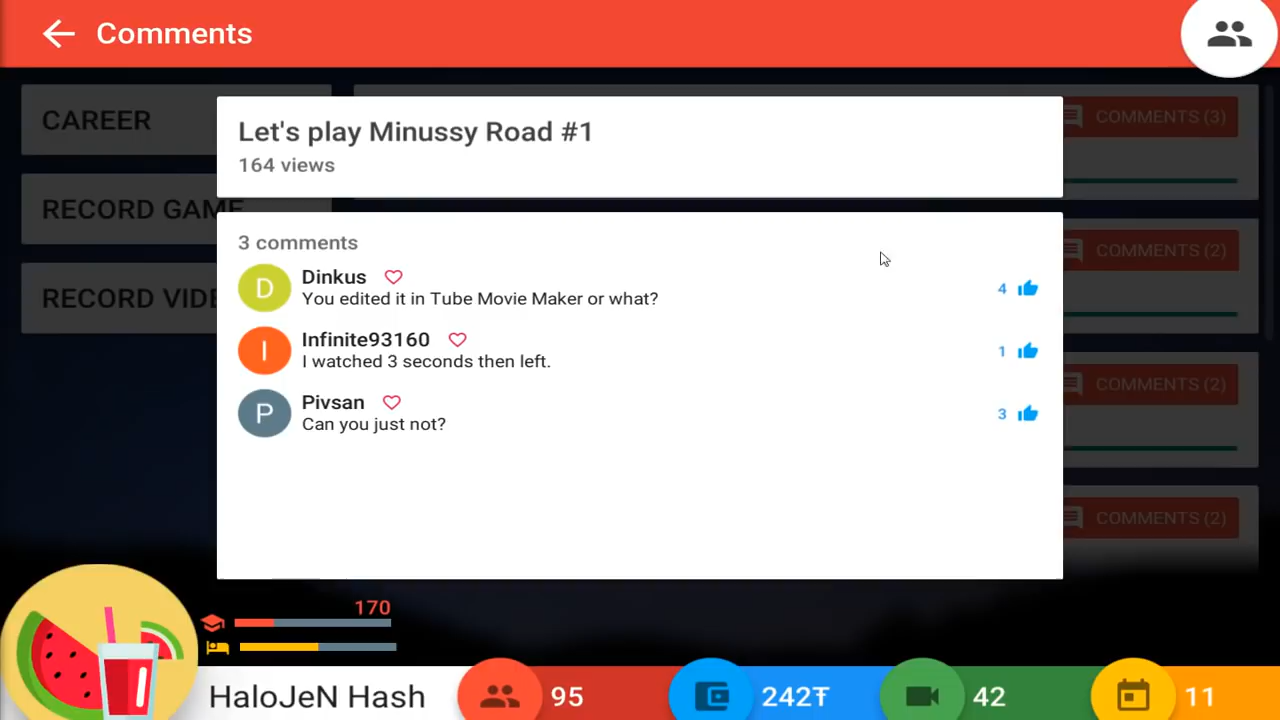 Comments
CAREER
COMMENTS (3)
Let's play Minussy Road #1
164 views
RECORD GAME
3 comments
COMMENTS (2)
Dinkus
You edited it in Tube Movie Maker or what?
4
RECORD VIDE
Infinite93160
I watched 3 seconds then left.
1
COMMENTS (2)
Pivsan
Can you just not?
3
COMMENTS (2)
170
HaloJeN Hash
95
242Ŧ
42
11